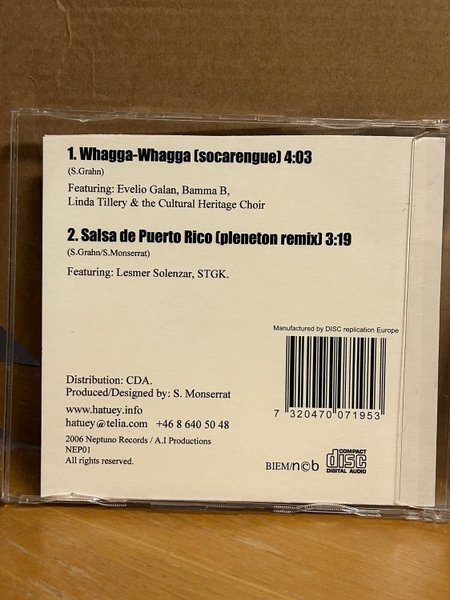 1. Whagga-Whagga (socarengue) 4:03
(S.Grahn)
Featuring: Evelio Galan, Bamma B,
Linda Tillery & the Cultural Heritage Choir
2. Salsa de Puerto Rico (pleneton remix) 3:19
(S.Grahn/S.Monserrat)
Featuring: Lesmer Solenzar, STGK.
Manufactured by DISC replication Europe
7 320470 071953
Distribution: CDA.
Produced/Designed by: S. Monserrat
www.hatuey.info
hatuey@telia.com +46 8 640 50 48
2006 Neptuno Records / A.I Productions
NEP01
All rights reserved.
BIEM/n©b
COMPACT
disc
DIGITAL AUDIO